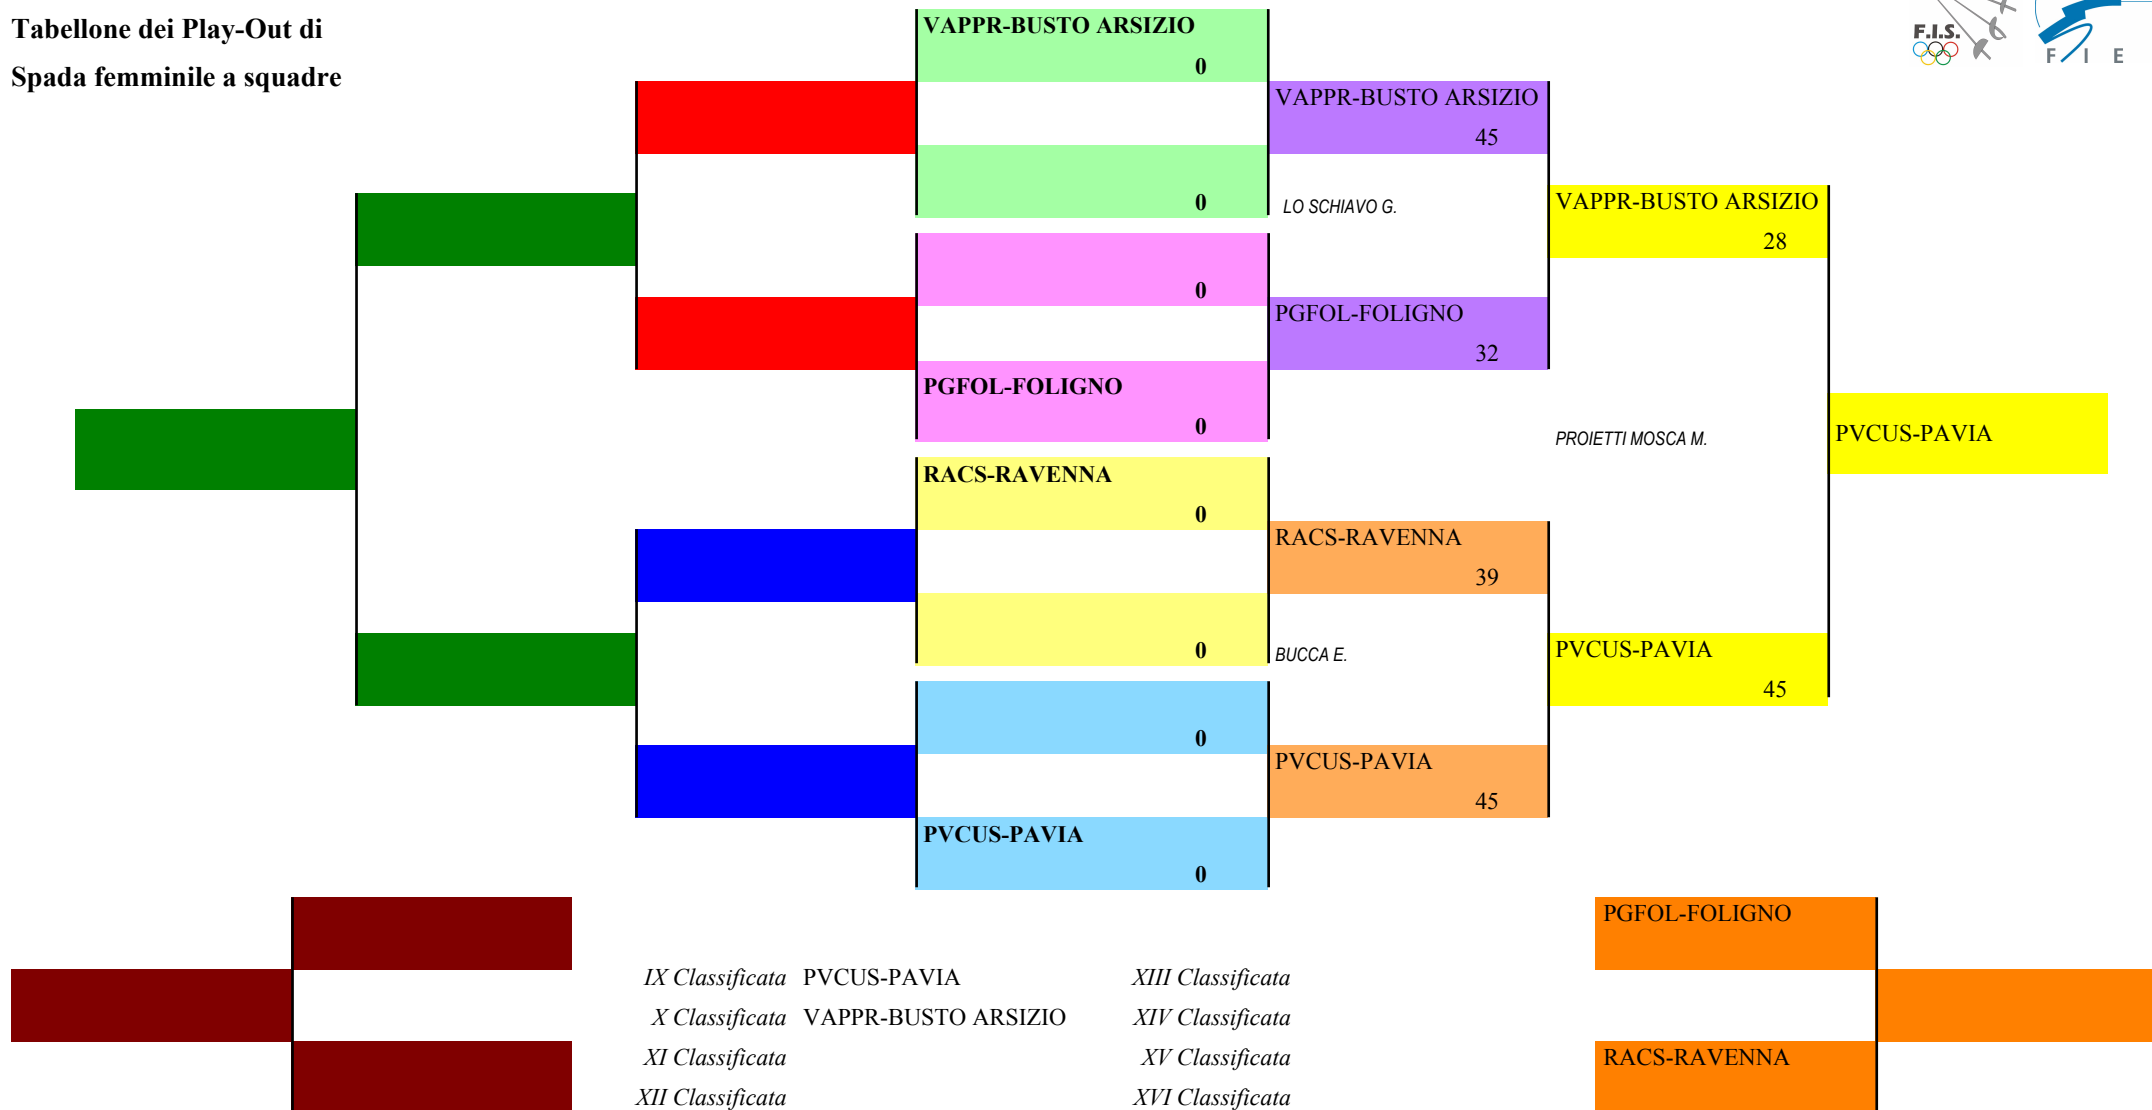 Tabellone dei Play-Out di
Spada femminile a squadre
F.I.S.
F I E
VAPPR-BUSTO ARSIZIO
0
0
0
PGFOL-FOLIGNO
0
RACS-RAVENNA
0
0
0
PVCUS-PAVIA
0
VAPPR-BUSTO ARSIZIO
45
LO SCHIAVO G.
PGFOL-FOLIGNO
32
RACS-RAVENNA
39
BUCCA E.
PVCUS-PAVIA
45
VAPPR-BUSTO ARSIZIO
28
PROIETTI MOSCA M.
PVCUS-PAVIA
45
PVCUS-PAVIA
IX Classificata PVCUS-PAVIA
X Classificata VAPPR-BUSTO ARSIZIO
XI Classificata
XII Classificata
XIII Classificata
XIV Classificata
XV Classificata
XVI Classificata
PGFOL-FOLIGNO
RACS-RAVENNA